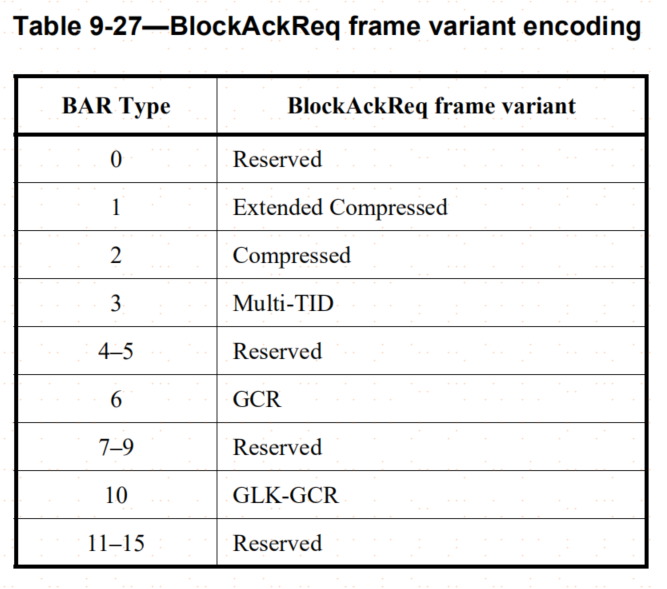 Table 9-27—BlockAckReq frame variant encoding
BAR Type BlockAckReq frame variant
0 Reserved
1 Extended Compressed
2 Compressed
3 Multi-TID
4–5 Reserved
6 GCR
7–9 Reserved
10 GLK-GCR
11–15 Reserved